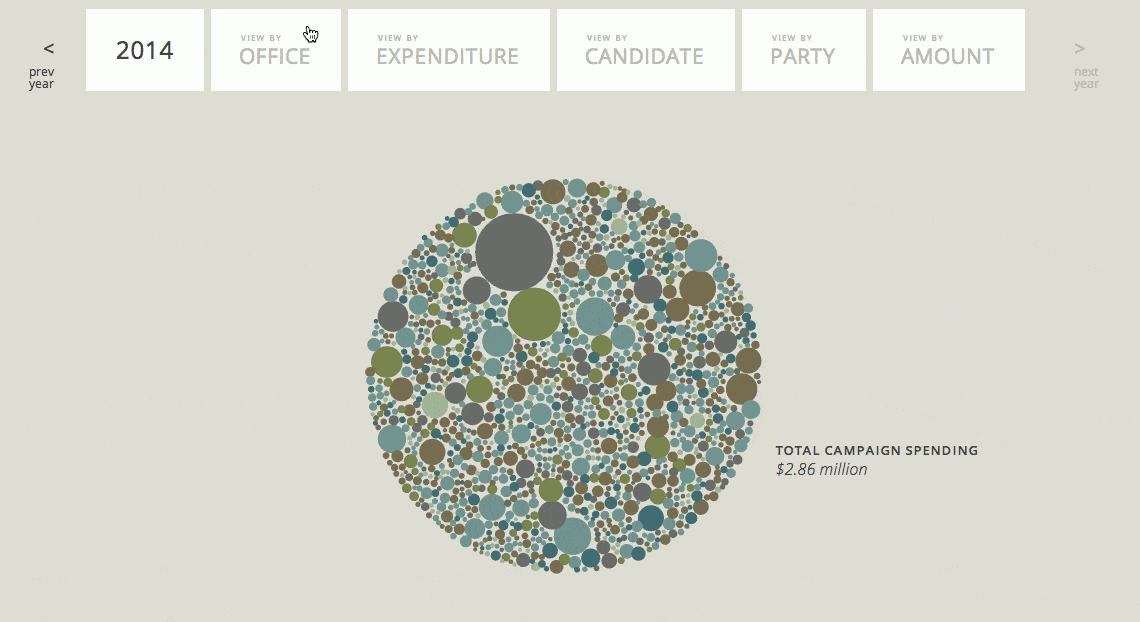 <
prev
year
2014
VIEW BY
OFFICE
VIEW BY
EXPENDITURE
VIEW BY
CANDIDATE
VIEW BY
PARTY
VIEW BY
AMOUNT
>
next
year
TOTAL CAMPAIGN SPENDING
$2.86 million